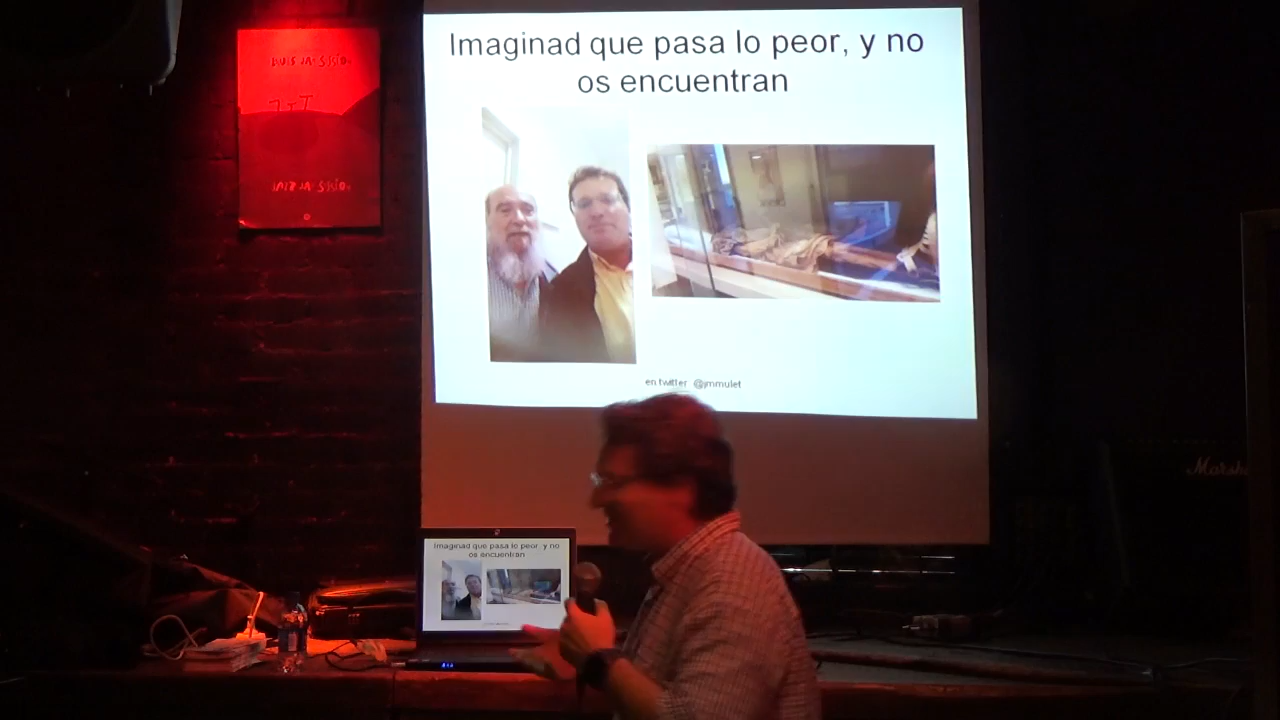 Imaginad que pasa lo peor, y no
os encuentran
en twitter @jmmulet
Imaginad que pasa lo peor, y no
os encuentran